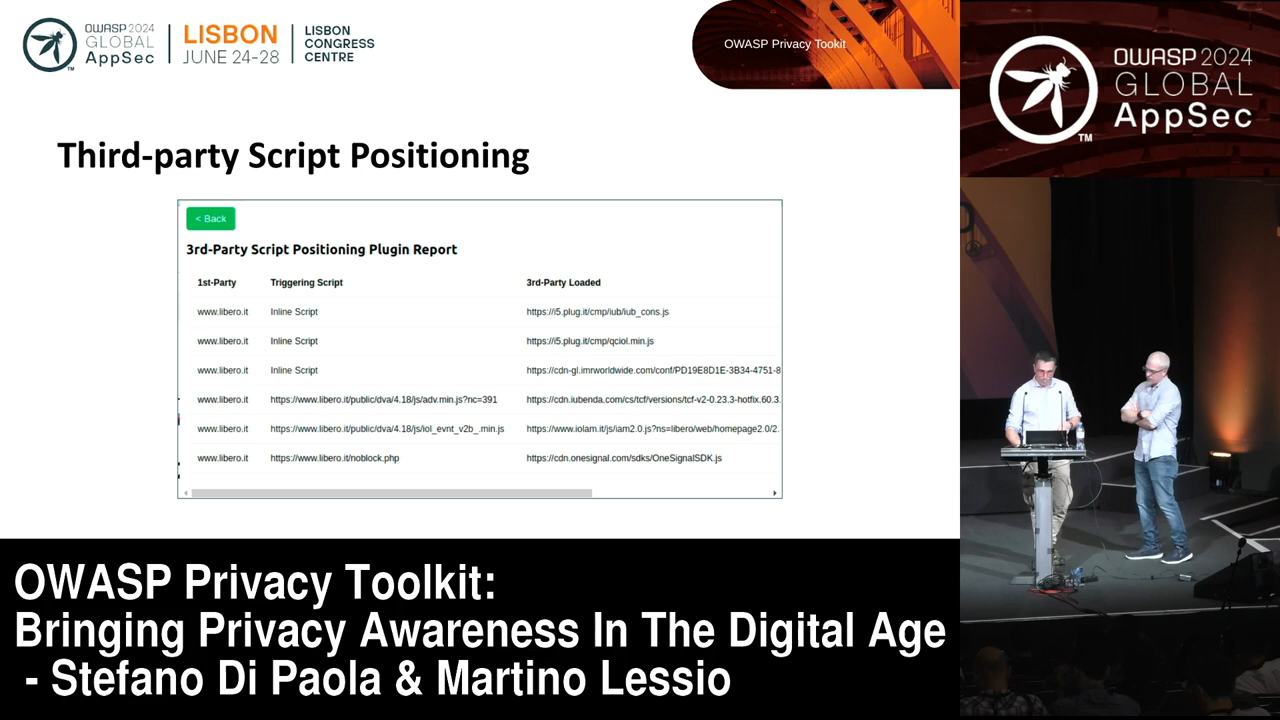 OWASP 2024
GLOBAL
AppSec
TM
LISBON
JUNE 24-28
LISBON
CONGRESS
CENTRE
OWASP Privacy Tookit
OWASP 2024
GLOBAL
AppSec
TM
Third-party Script Positioning
< Back
3rd-Party Script Positioning Plugin Report
1st-Party Triggering Script 3rd-Party Loaded
www.libero.it Inline Script https://i5.plug.it/cmp/iub/iub_cons.js
www.libero.it Inline Script https://i5.plug.it/cmp/qciol.min.js
www.libero.it Inline Script https://cdn-gl.imrworldwide.com/conf/PD19E8D1E-3B34-4751-8
www.libero.it https://www.libero.it/public/dva/4.18/js/adv.min.js?nc=391 https://cdn.iubenda.com/cs/tcf/versions/tcf-v2-0.23.3-hotfix.60.3.
www.libero.it https://www.libero.it/public/dva/4.18/js/iol_evnt_v2b_.min.js https://www.iolam.it/js/iam2.0.js?ns=libero/web/homepage2.0/2.
www.libero.it https://www.libero.it/noblock.php https://cdn.onesignal.com/sdks/OneSignalSDK.js
OWASP Privacy Toolkit:
Bringing Privacy Awareness In The Digital Age
- Stefano Di Paola & Martino Lessio